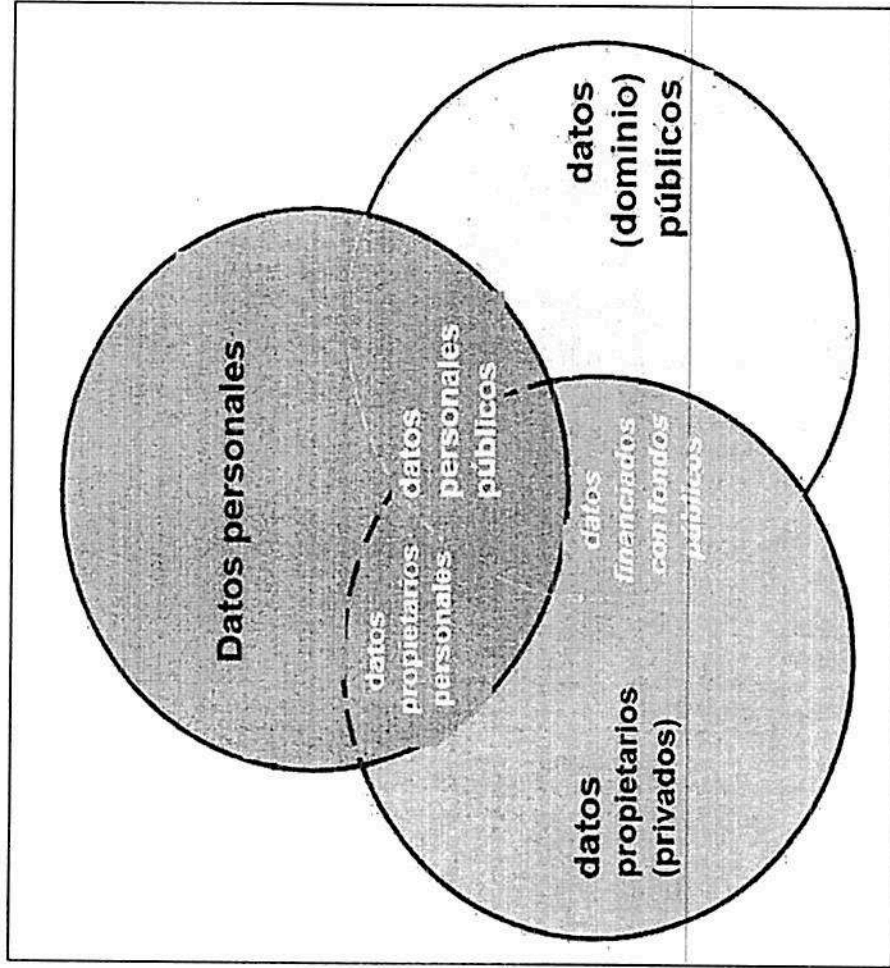 Datos personales
datos
propietarios
personales
datos
personales
públicos
datos
propietarios
(privados)
datos
financiados
con fondos
públicos
datos
(dominio)
públicos